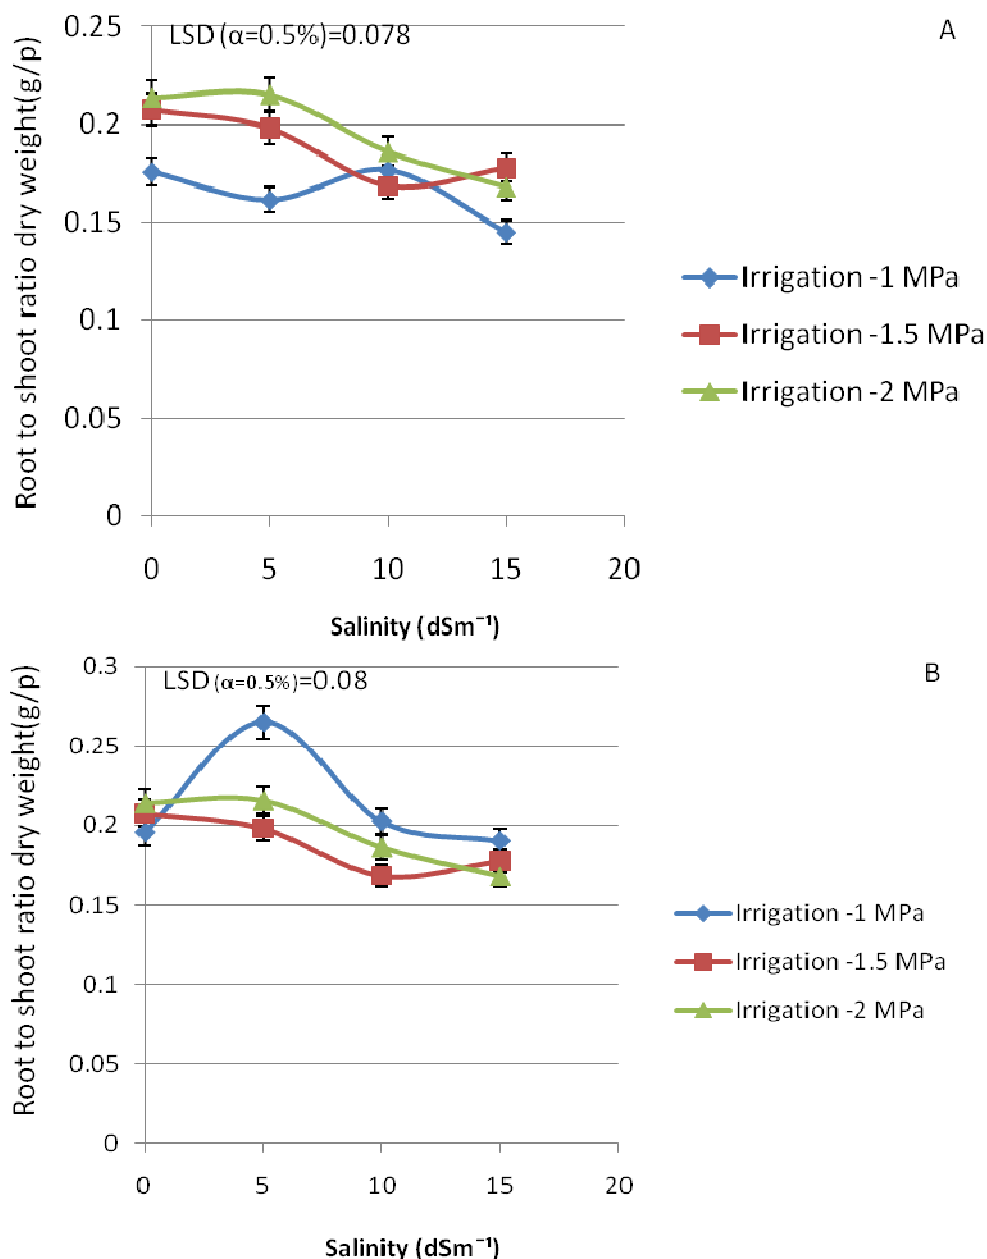 A
LSD (α=0.5%)=0.078
Root to shoot ratio dry weight(g/p)
0.25
0.2
0.15
0.1
0.05
0
0 5 10 15 20
Salinity (dSm⁻¹)
Irrigation -1 MPa
Irrigation -1.5 MPa
Irrigation -2 MPa
B
LSD (α=0.5%)=0.08
Root to shoot ratio dry weight(g/p)
0.3
0.25
0.2
0.15
0.1
0.05
0
0 5 10 15 20
Salinity (dSm⁻¹)
Irrigation -1 MPa
Irrigation -1.5 MPa
Irrigation -2 MPa